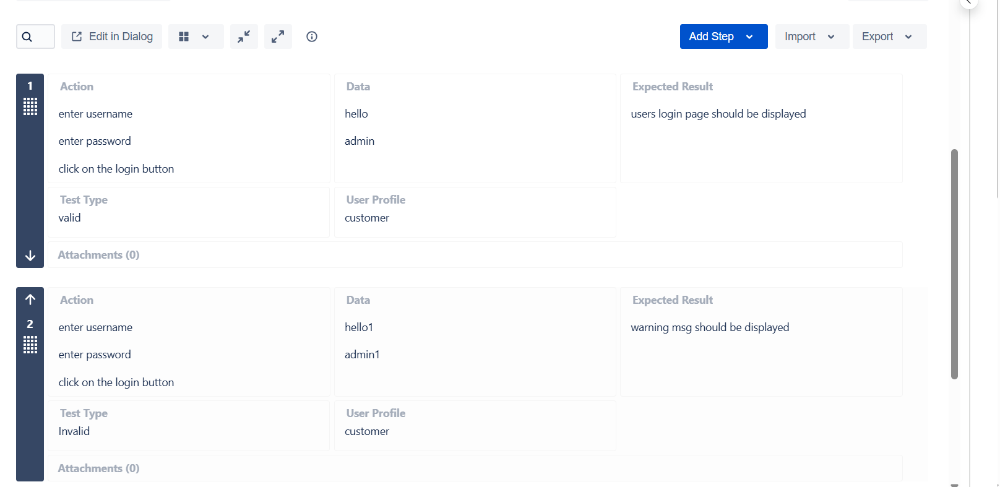 Edit in Dialog
Add Step
Import
Export
1
Action
Data
Expected Result
enter username
hello
users login page should be displayed
enter password
admin
click on the login button
Test Type
User Profile
valid
customer
Attachments (0)
2
Action
Data
Expected Result
enter username
hello1
warning msg should be displayed
enter password
admin1
click on the login button
Test Type
User Profile
Invalid
customer
Attachments (0)